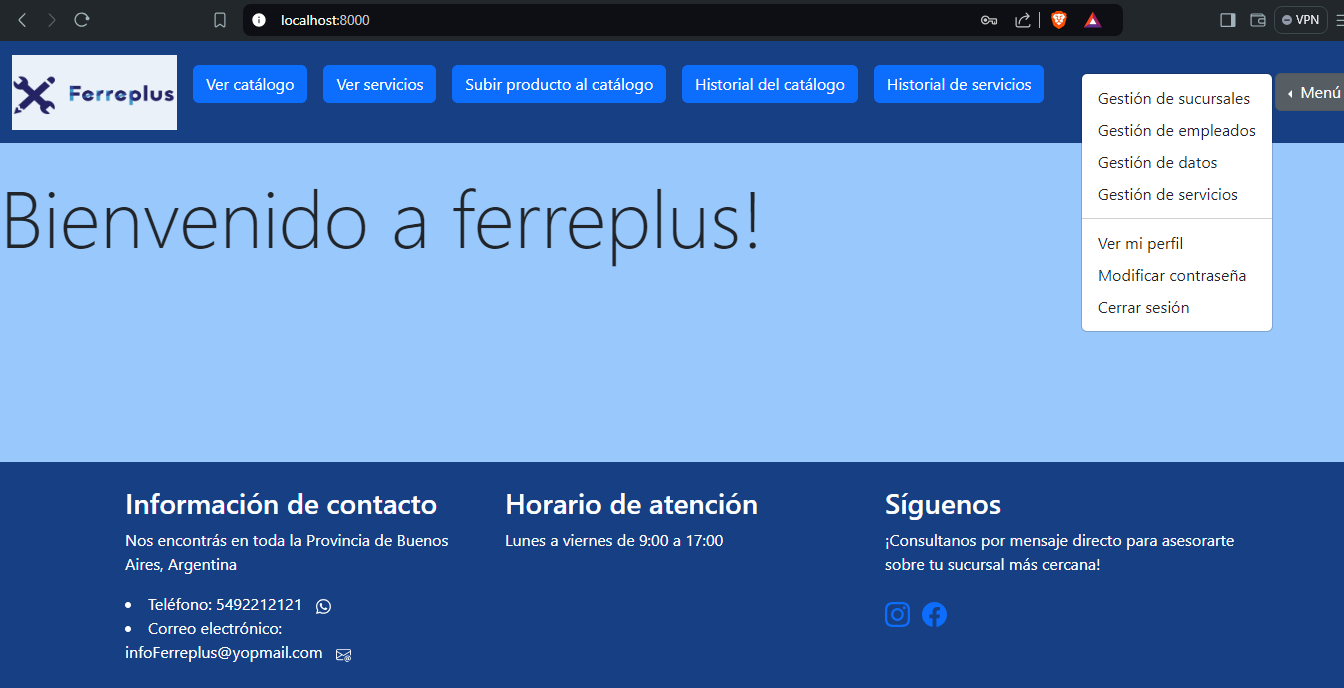 localhost:8000
VPN
Ferreplus
Ver catálogo
Ver servicios
Subir producto al catálogo
Historial del catálogo
Historial de servicios
Menú
Gestión de sucursales
Gestión de empleados
Gestión de datos
Gestión de servicios
Ver mi perfil
Modificar contraseña
Cerrar sesión
Bienvenido a ferreplus!
Información de contacto
Nos encontrás en toda la Provincia de Buenos
Aires, Argentina
• Teléfono: 5492212121
• Correo electrónico:
infoFerreplus@yopmail.com
Horario de atención
Lunes a viernes de 9:00 a 17:00
Síguenos
¡Consultanos por mensaje directo para asesorarte
sobre tu sucursal más cercana!